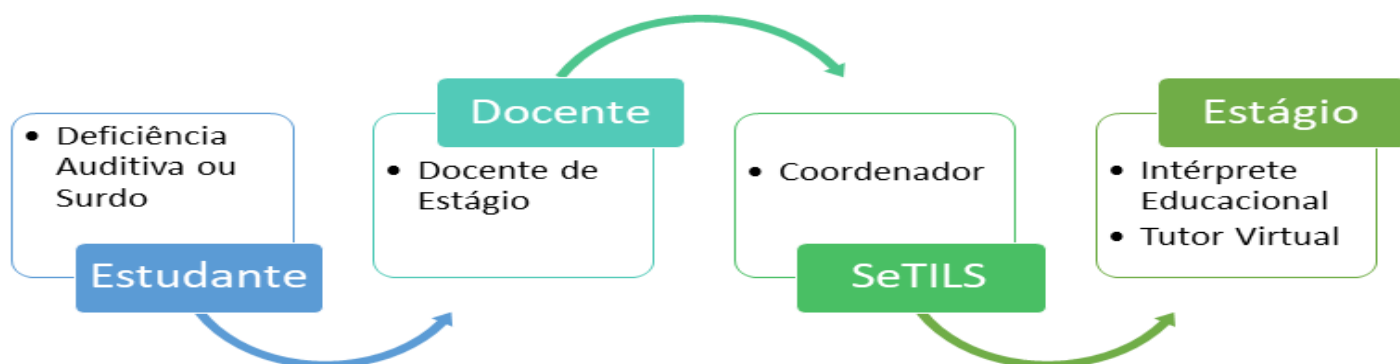 • Deficiência
Auditiva ou
Surdo
Estudante
Docente
• Docente de
Estágio
• Coordenador
SeTILS
Estágio
• Intérprete
Educacional
• Tutor Virtual